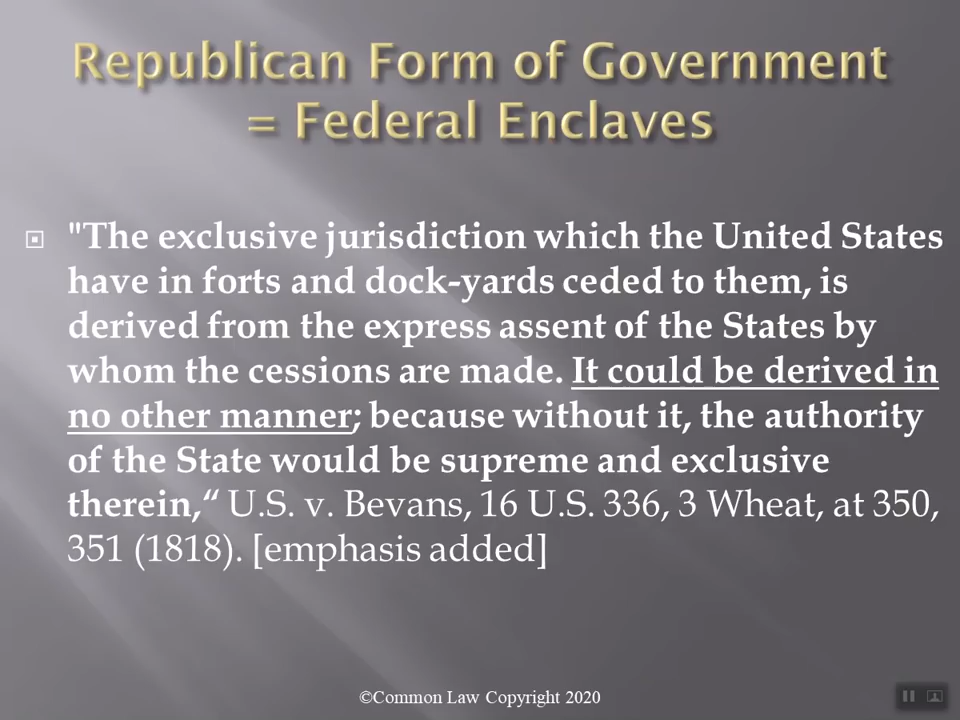 Republican Form of Government
= Federal Enclaves
"The exclusive jurisdiction which the United States
have in forts and dock-yards ceded to them, is
derived from the express assent of the States by
whom the cessions are made. It could be derived in
no other manner; because without it, the authority
of the State would be supreme and exclusive
therein,“ U.S. v. Bevans, 16 U.S. 336, 3 Wheat, at 350,
351 (1818). [emphasis added]
©Common Law Copyright 2020